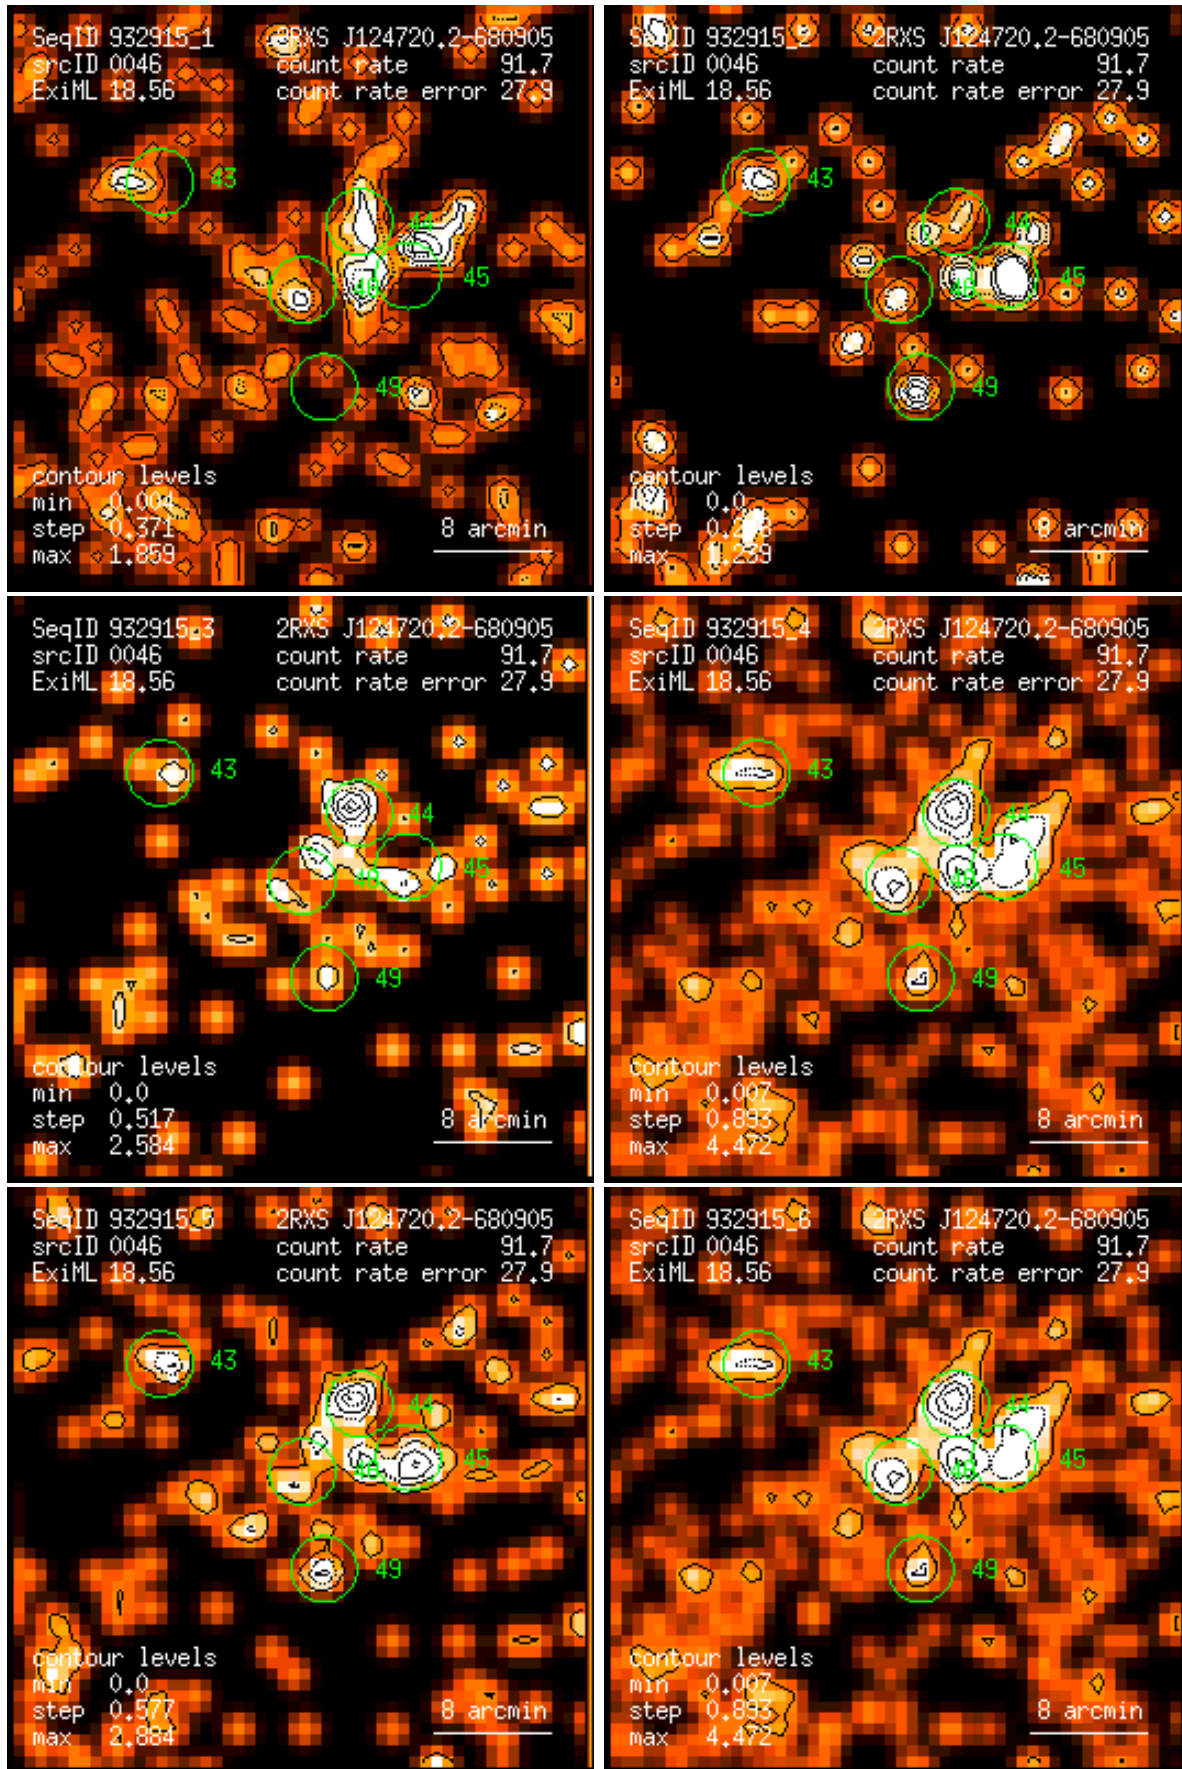 SeqID 932915_1 2RXS J124720.2-680905
srcID 0046 count rate 91.7
ExiML 18.56 count rate error 27.9
43
44
45
46
49
contour levels
min 0.004
step 0.371
max 1.859
8 arcmin
SeqID 932915_2 2RXS J124720.2-680905
srcID 0046 count rate 91.7
ExiML 18.56 count rate error 27.9
43
44
45
46
49
contour levels
min 0.0
step
max 1.239
8 arcmin
SeqID 932915_3 2RXS J124720.2-680905
srcID 0046 count rate 91.7
ExiML 18.56 count rate error 27.9
43
44
45
46
49
contour levels
min 0.0
step 0.517
max 2.584
8 arcmin
SeqID 932915_4 2RXS J124720.2-680905
srcID 0046 count rate 91.7
ExiML 18.56 count rate error 27.9
43
44
45
46
49
contour levels
min 0.007
step 0.893
max 4.472
8 arcmin
SeqID 932915_5 2RXS J124720.2-680905
srcID 0046 count rate 91.7
ExiML 18.56 count rate error 27.9
43
44
45
46
49
contour levels
min 0.0
step 0.577
max 2.884
8 arcmin
SeqID 932915_6 2RXS J124720.2-680905
srcID 0046 count rate 91.7
ExiML 18.56 count rate error 27.9
43
44
45
46
49
contour levels
min 0.007
step 0.893
max 4.472
8 arcmin